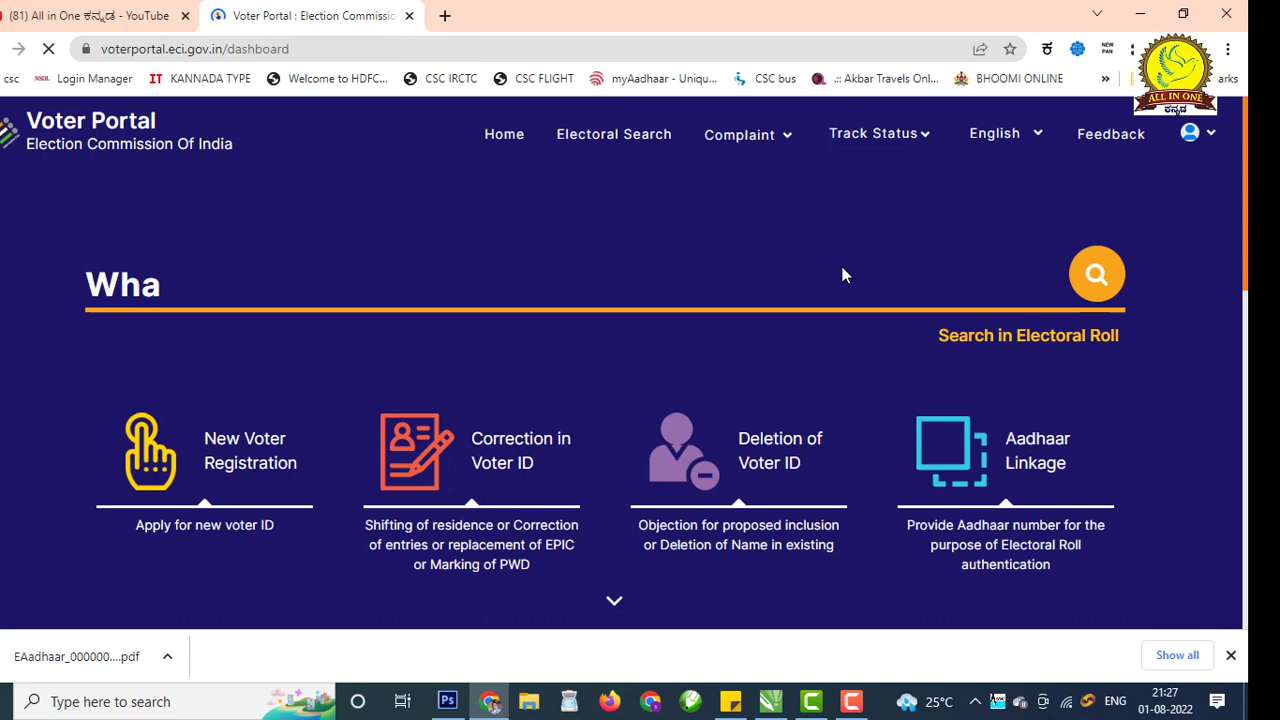 (81) All in One ಕನ್ನಡ - YouTube
Voter Portal : Election Commissio
voterportal.eci.gov.in/dashboard
ಕ
NEW
PAN
csc
NSDL
Login Manager
IT
KANNADA TYPE
Welcome to HDFC...
CSC IRCTC
CSC FLIGHT
myAadhaar - Uniqu...
CSC bus
.:: Akbar Travels Onl...
BHOOMI ONLINE
»
arks
ALL IN ONE
ಕನ್ನಡ
Voter Portal
Election Commission Of India
Home
Electoral Search
Complaint
Track Status
English
Feedback
Wha
Search in Electoral Roll
New Voter
Registration
Apply for new voter ID
Correction in
Voter ID
Shifting of residence or Correction
of entries or replacement of EPIC
or Marking of PWD
Deletion of
Voter ID
Objection for proposed inclusion
or Deletion of Name in existing
Aadhaar
Linkage
Provide Aadhaar number for the
purpose of Electoral Roll
authentication
EAadhaar_000000....pdf
Show all
Type here to search
Ps
25°C
ENG
21:27
01-08-2022